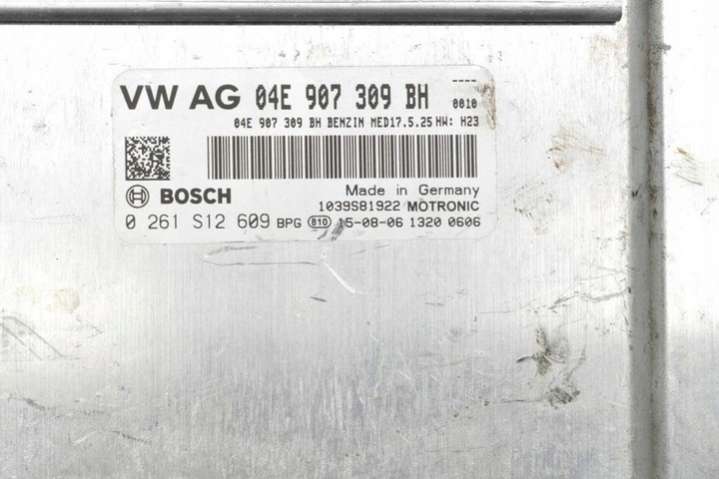 VW AG 04E 907 309 BH ----
0010
04E 907 309 BH BENZIN MED17.5.25 HW: H23
BOSCH Made in Germany
1039S81922 MOTRONIC
0 261 S12 609 BPG 810 15-08-06 1320 0606